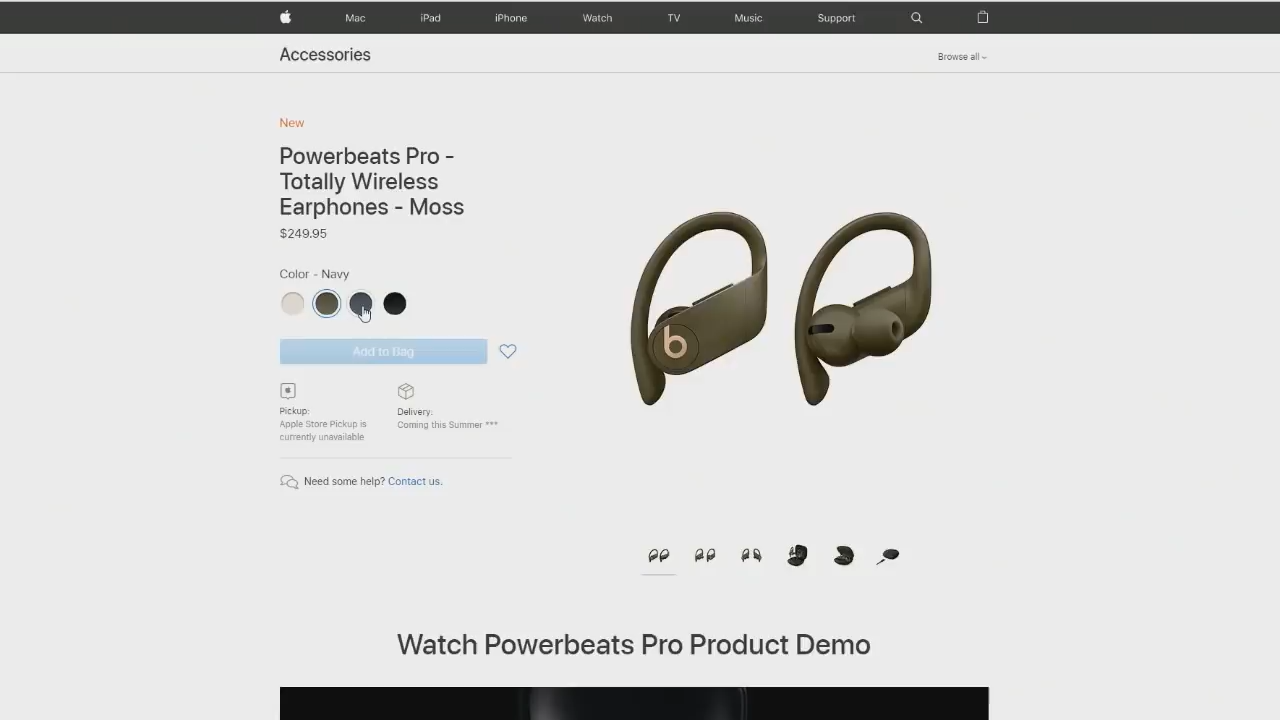 Mac iPad iPhone Watch TV Music Support
Accessories
Browse all
New
Powerbeats Pro -
Totally Wireless
Earphones - Moss
$249.95
Color - Navy
Add to Bag
Pickup:
Apple Store Pickup is
currently unavailable
Delivery:
Coming this Summer ***
Need some help? Contact us.
b
Watch Powerbeats Pro Product Demo